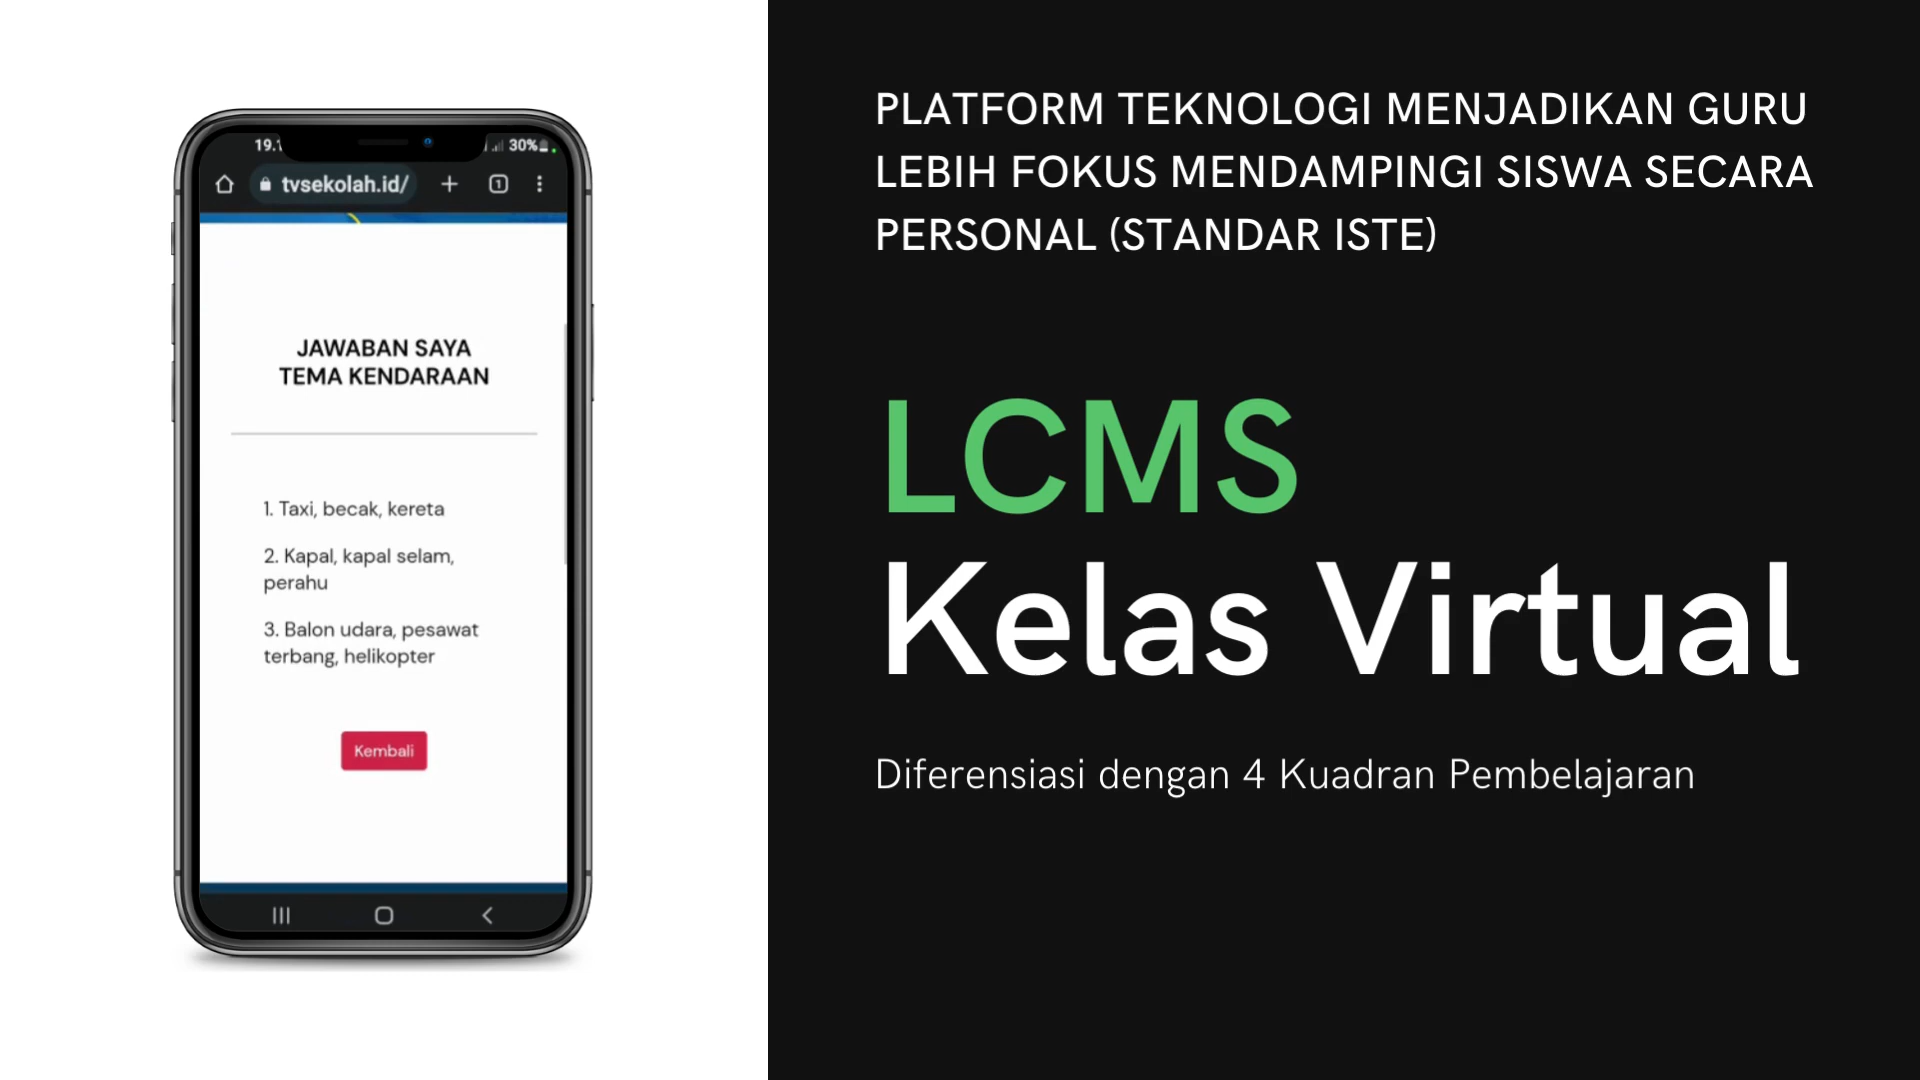 30%
tvsekolah.id/
1
JAWABAN SAYA
TEMA KENDARAAN
1. Taxi, becak, kereta
2. Kapal, kapal selam,
perahu
3. Balon udara, pesawat
terbang, helikopter
Kembali
PLATFORM TEKNOLOGI MENJADIKAN GURU
LEBIH FOKUS MENDAMPINGI SISWA SECARA
PERSONAL (STANDAR ISTE)
LCMS
Kelas Virtual
Diferensiasi dengan 4 Kuadran Pembelajaran